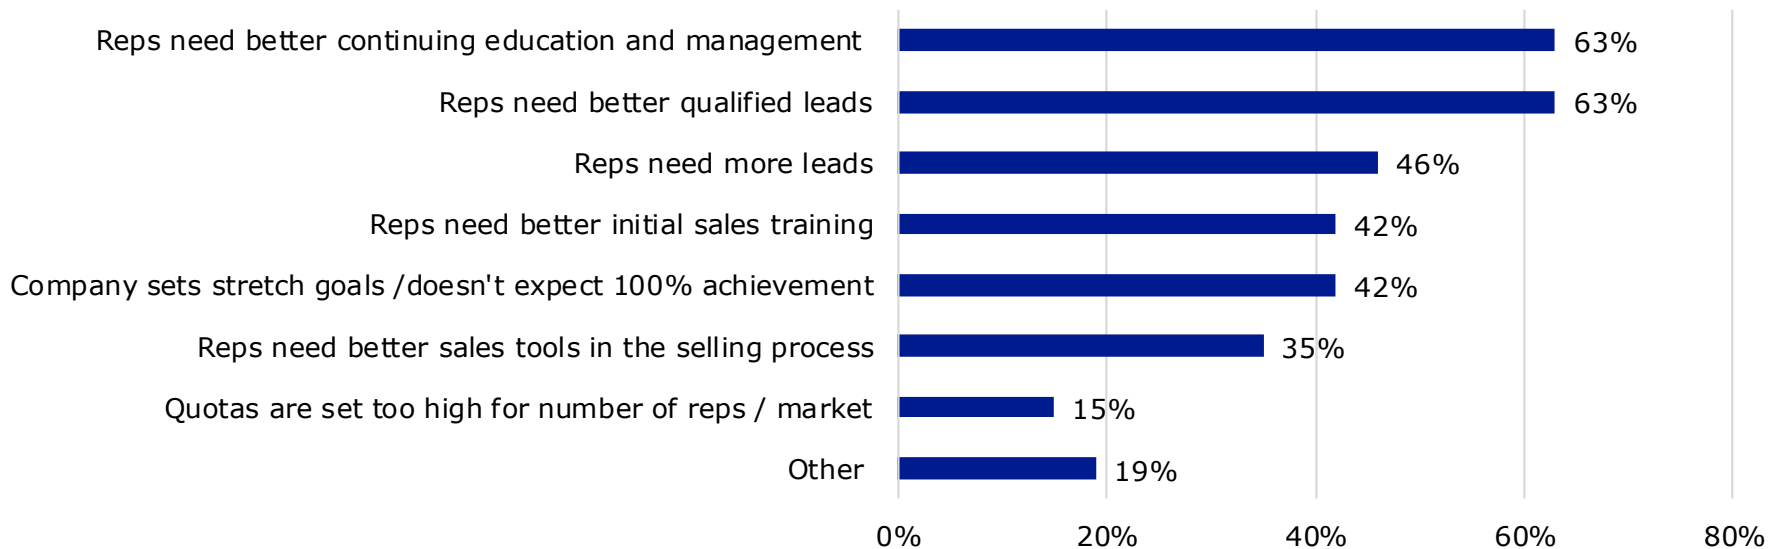 Reps need better continuing education and management 63%
Reps need better qualified leads 63%
Reps need more leads 46%
Reps need better initial sales training 42%
Company sets stretch goals /doesn't expect 100% achievement 42%
Reps need better sales tools in the selling process 35%
Quotas are set too high for number of reps / market 15%
Other 19%
0% 20% 40% 60% 80%